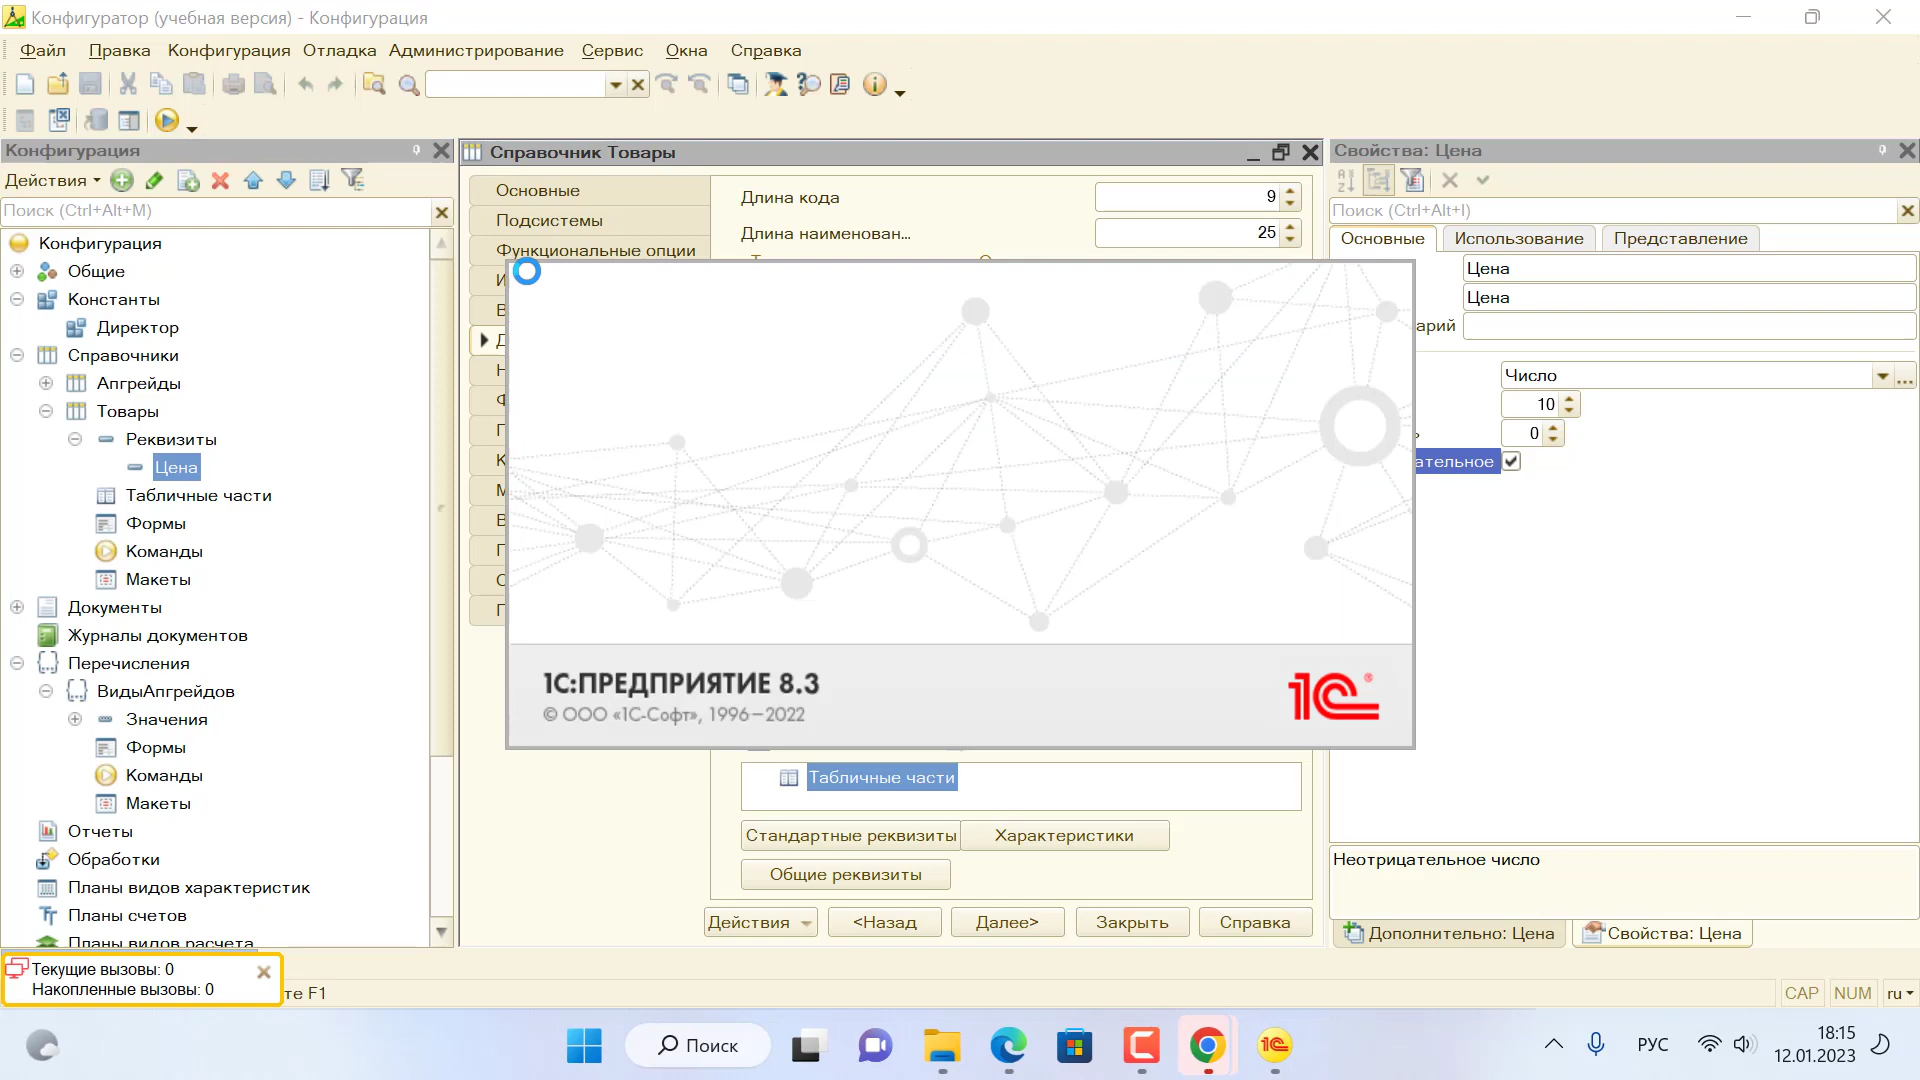 Конфигуратор (учебная версия) - Конфигурация
Файл Правка Конфигурация Отладка Администрирование Сервис Окна Справка
Конфигурация
Действия
Поиск (Ctrl+Alt+M)
Конфигурация
Общие
Константы
Директор
Справочники
Апгрейды
Товары
Реквизиты
Цена
Табличные части
Формы
Команды
Макеты
Документы
Журналы документов
Перечисления
ВидыАпгрейдов
Значения
Формы
Команды
Макеты
Отчеты
Обработки
Планы видов характеристик
Планы счетов
Планы видов расчета
Справочник Товары
Основные
Подсистемы
Функциональные опции
Длина кода 9
Длина наименован... 25
1С:ПРЕДПРИЯТИЕ 8.3
© ООО «1С-Софт», 1996–2022
1С
Табличные части
Стандартные реквизиты Характеристики
Общие реквизиты
Действия <Назад Далее> Закрыть Справка
Свойства: Цена
Поиск (Ctrl+Alt+I)
Основные Использование Представление
Цена
Цена
арий
Число
10
ь 0
ательное
Неотрицательное число
Дополнительно: Цена Свойства: Цена
Текущие вызовы: 0
Накопленные вызовы: 0
те F1
CAP NUM ru
Поиск
РУС
18:15
12.01.2023